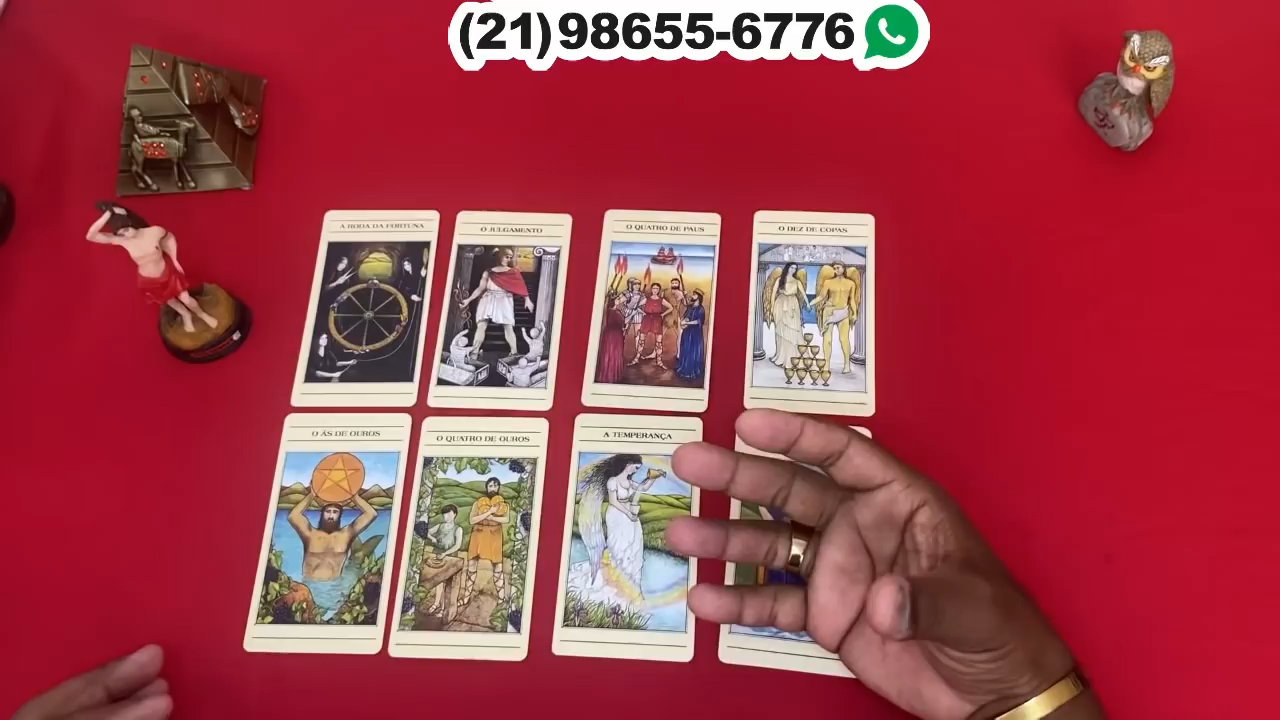 (21)98655-6776
A RODA DA FORTUNA
O JULGAMENTO
O QUATRO DE PAUS
O DEZ DE COPAS
O ÁS DE OUROS
O QUATRO DE OUROS
A TEMPERANÇA